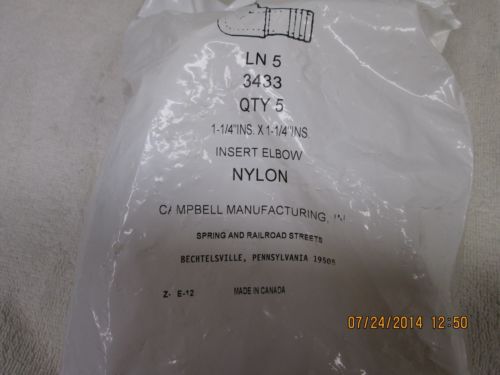 LN 5
3433
QTY 5
1-1/4"INS. X 1-1/4"INS.
INSERT ELBOW
NYLON
CAMPBELL MANUFACTURING,
SPRING AND RAILROAD STREETS
BECHTELSVILLE, PENNSYLVANIA 19505
Z- E-12 MADE IN CANADA
07/24/2014 12:50